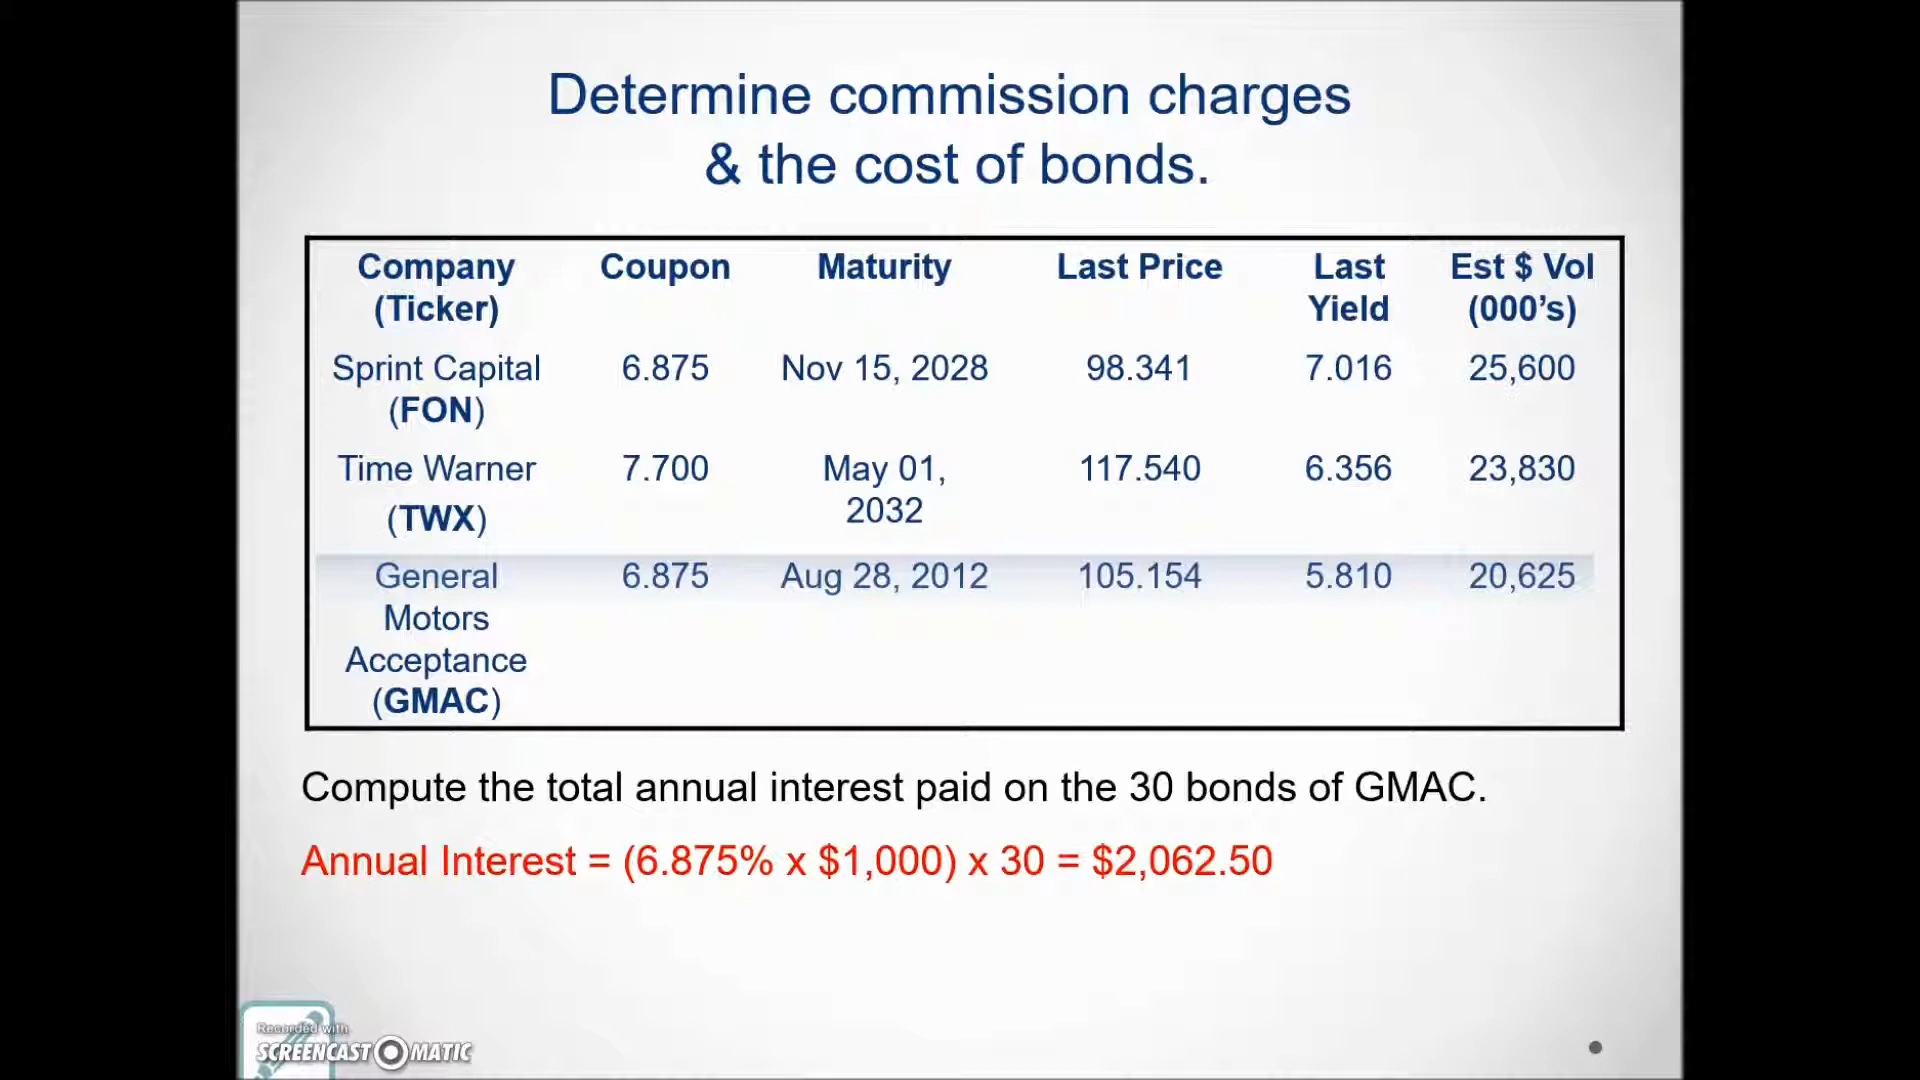 Determine commission charges
& the cost of bonds.
Company Coupon Maturity Last Price Last Est $ Vol
(Ticker) Yield (000’s)
Sprint Capital 6.875 Nov 15, 2028 98.341 7.016 25,600
(FON)
Time Warner 7.700 May 01, 117.540 6.356 23,830
2032
(TWX)
General 6.875 Aug 28, 2012 105.154 5.810 20,625
Motors
Acceptance
(GMAC)
Compute the total annual interest paid on the 30 bonds of GMAC.
Annual Interest = (6.875% x $1,000) x 30 = $2,062.50
Recorded with
SCREENCAST MATIC